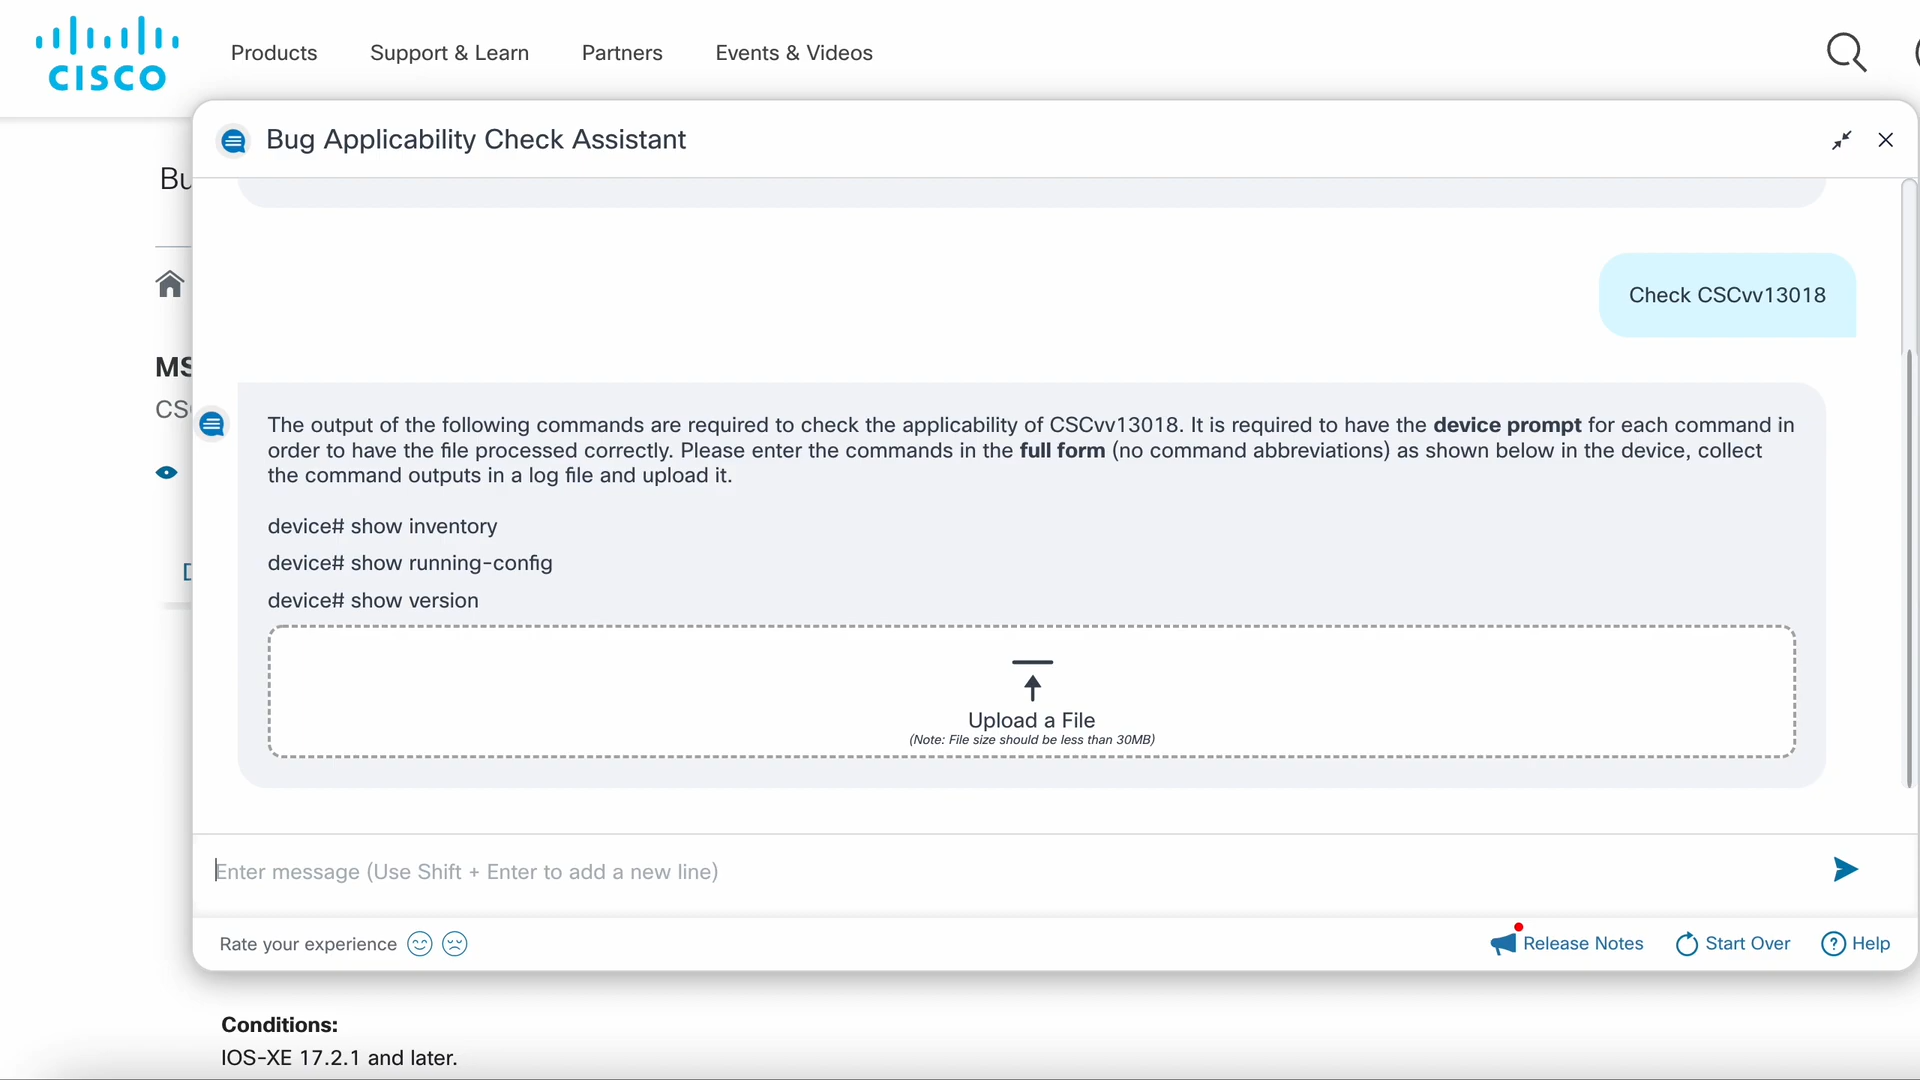 CISCO
Products
Support & Learn
Partners
Events & Videos
Bug Applicability Check Assistant
Bu
MS
CS
Check CSCvv13018
The output of the following commands are required to check the applicability of CSCvv13018. It is required to have the device prompt for each command in
order to have the file processed correctly. Please enter the commands in the full form (no command abbreviations) as shown below in the device, collect
the command outputs in a log file and upload it.
device# show inventory
device# show running-config
device# show version
Upload a File
(Note: File size should be less than 30MB)
Enter message (Use Shift + Enter to add a new line)
Rate your experience
Release Notes
Start Over
Help
Conditions:
IOS-XE 17.2.1 and later.